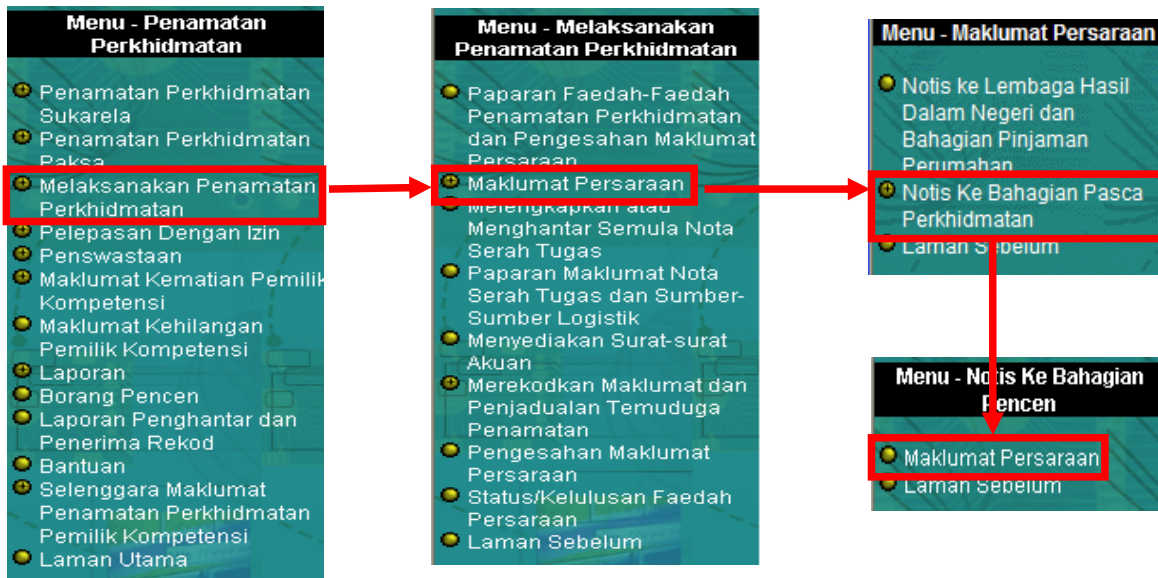 Menu - Penamatan
Perkhidmatan
Penamatan Perkhidmatan
Sukarela
Penamatan Perkhidmatan
Paksa
Melaksanakan Penamatan
Perkhidmatan
Pelepasan Dengan Izin
Penswastaan
Maklumat Kematian Pemilik
Kompetensi
Maklumat Kehilangan
Pemilik Kompetensi
Laporan
Borang Pencen
Laporan Penghantar dan
Penerima Rekod
Bantuan
Selenggara Maklumat
Penamatan Perkhidmatan
Pemilik Kompetensi
Laman Utama
Menu - Melaksanakan
Penamatan Perkhidmatan
Paparan Faedah-Faedah
Penamatan Perkhidmatan
dan Pengesahan Maklumat
Persaraan
Maklumat Persaraan
Melengkapkan atau
Menghantar Semula Nota
Serah Tugas
Paparan Maklumat Nota
Serah Tugas dan Sumber-
Sumber Logistik
Menyediakan Surat-surat
Akuan
Merekodkan Maklumat dan
Penjadualan Temuduga
Penamatan
Pengesahan Maklumat
Persaraan
Status/Kelulusan Faedah
Persaraan
Laman Sebelum
Menu - Maklumat Persaraan
Notis ke Lembaga Hasil
Dalam Negeri dan
Bahagian Pinjaman
Perumahan
Notis Ke Bahagian Pasca
Perkhidmatan
Laman Sebelum
Menu - Notis Ke Bahagian
Pencen
Maklumat Persaraan
Laman Sebelum